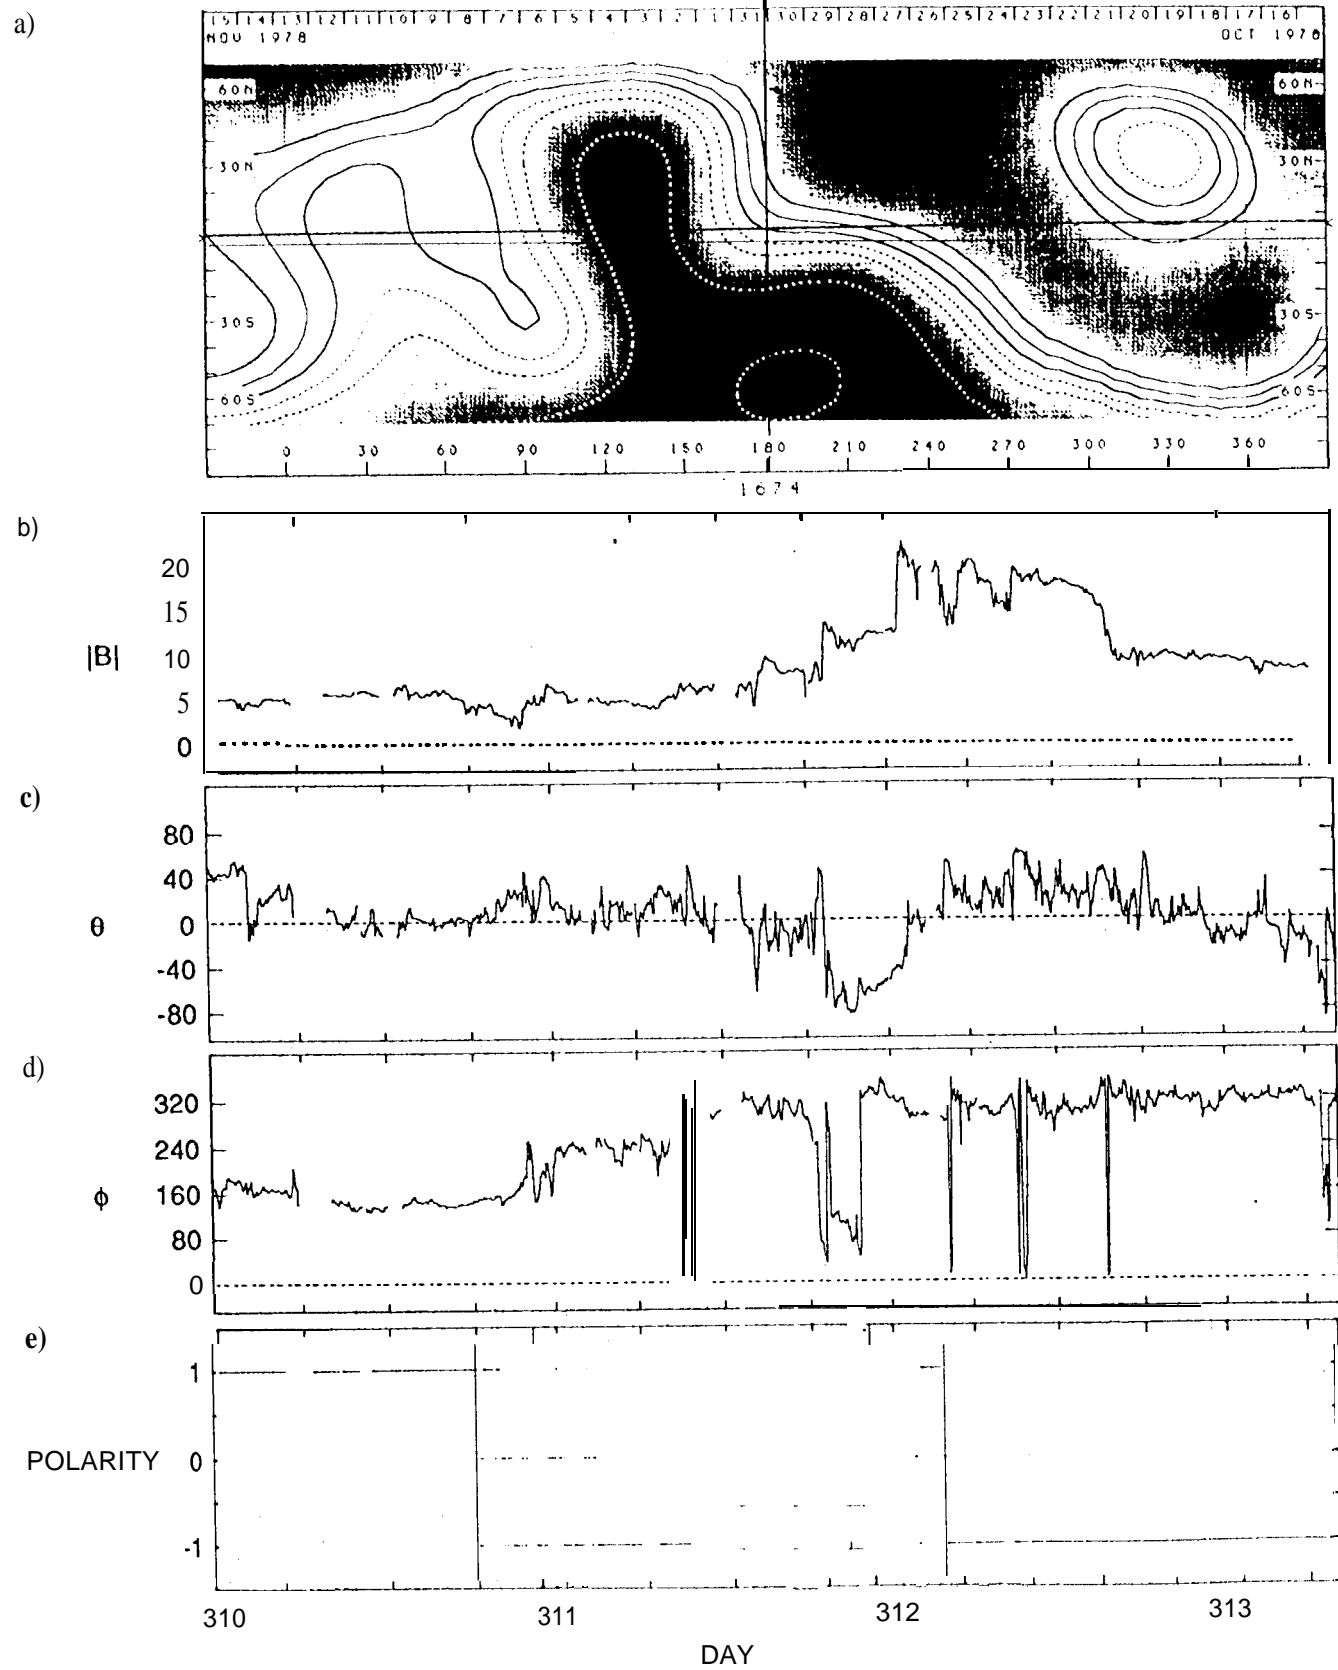 a)
15 14 13 12 11 10 9 8 7 6 5 4 3 2 1 31 30 29 28 27 26 25 24 23 22 21 20 19 18 17 16
NOV 1978 OCT 1978
60N 60N
30N 30N
30S 30S
60S 60S
0 30 60 90 120 150 180 210 240 270 300 330 360
1674
b)
20
15
|B| 10
5
0
c)
80
40
θ 0
-40
-80
d)
320
240
ϕ 160
80
0
e)
1
POLARITY 0
-1
310 311 312 313
DAY